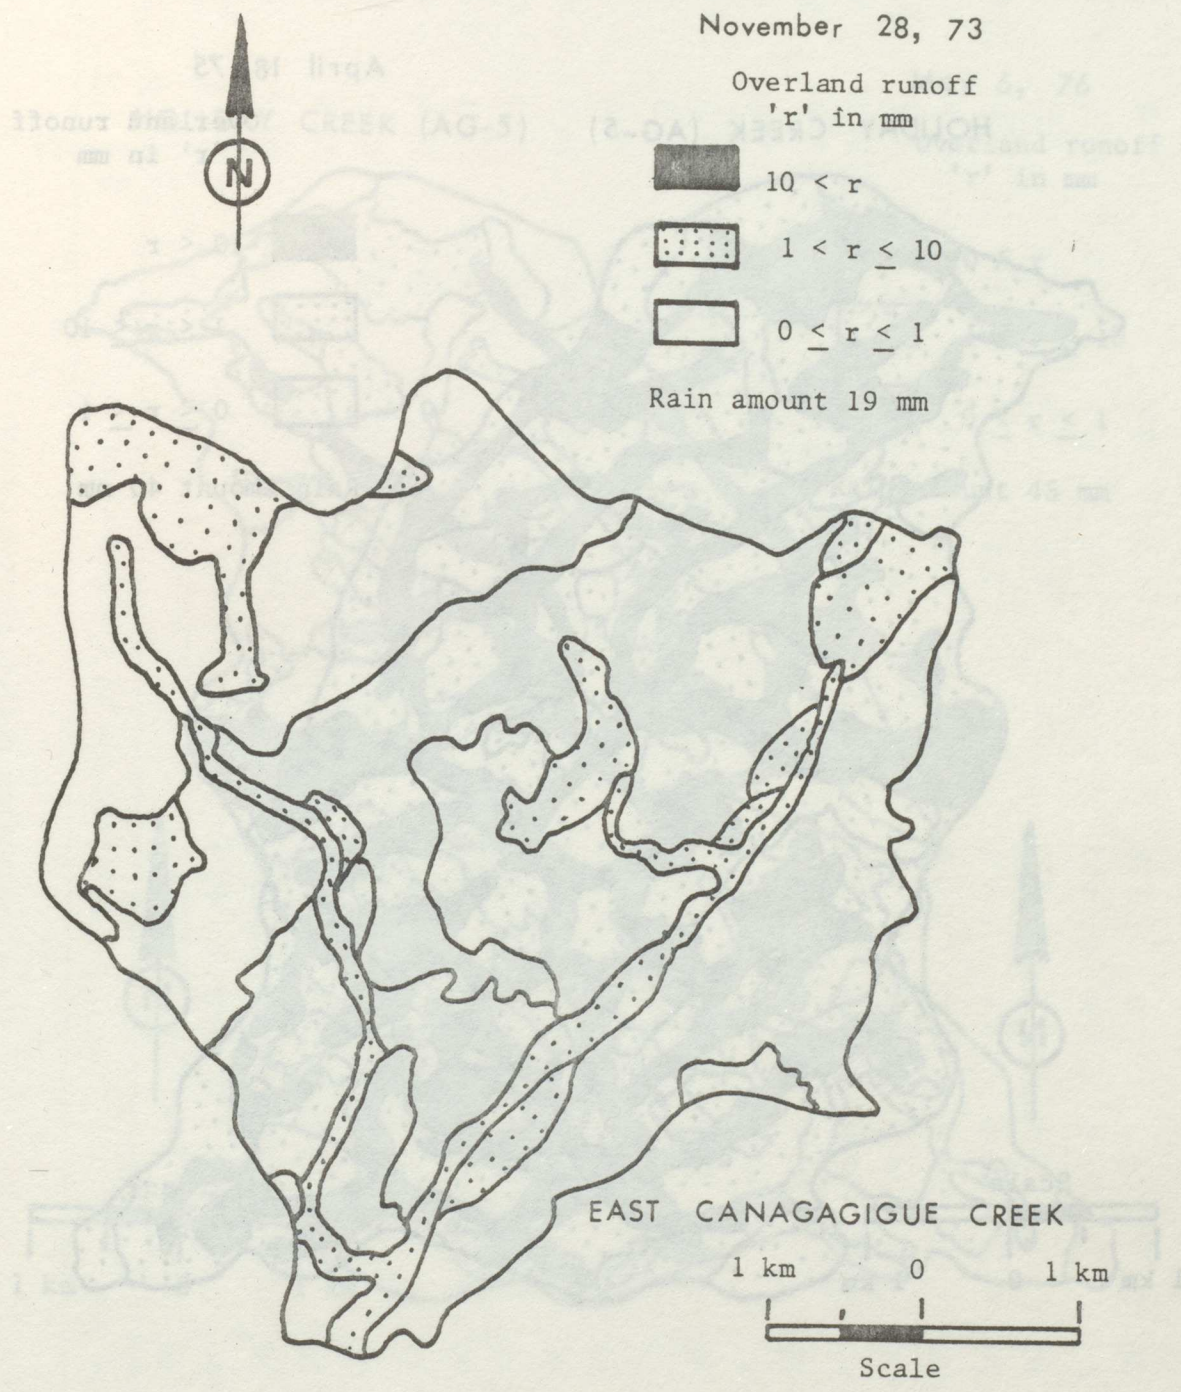 November 28, 73
Overland runoff
'r' in mm
N
10 < r
1 < r ≤ 10
0 ≤ r ≤ 1
Rain amount 19 mm
EAST CANAGAGIGUE CREEK
1 km 0 1 km
Scale